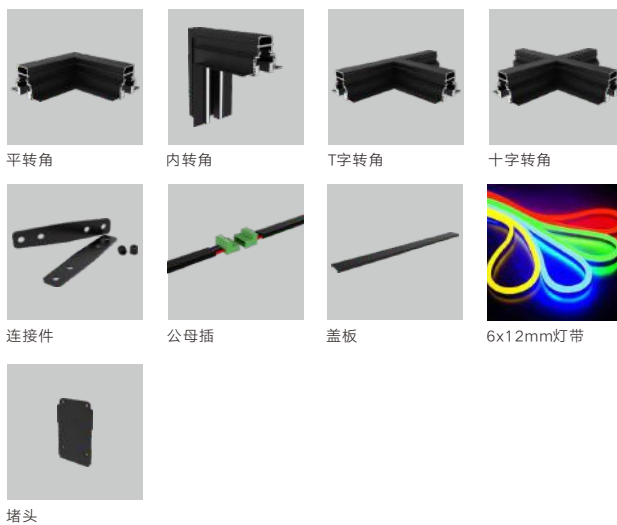 平转角
内转角
T字转角
十字转角
连接件
公母插
盖板
6x12mm灯带
堵头